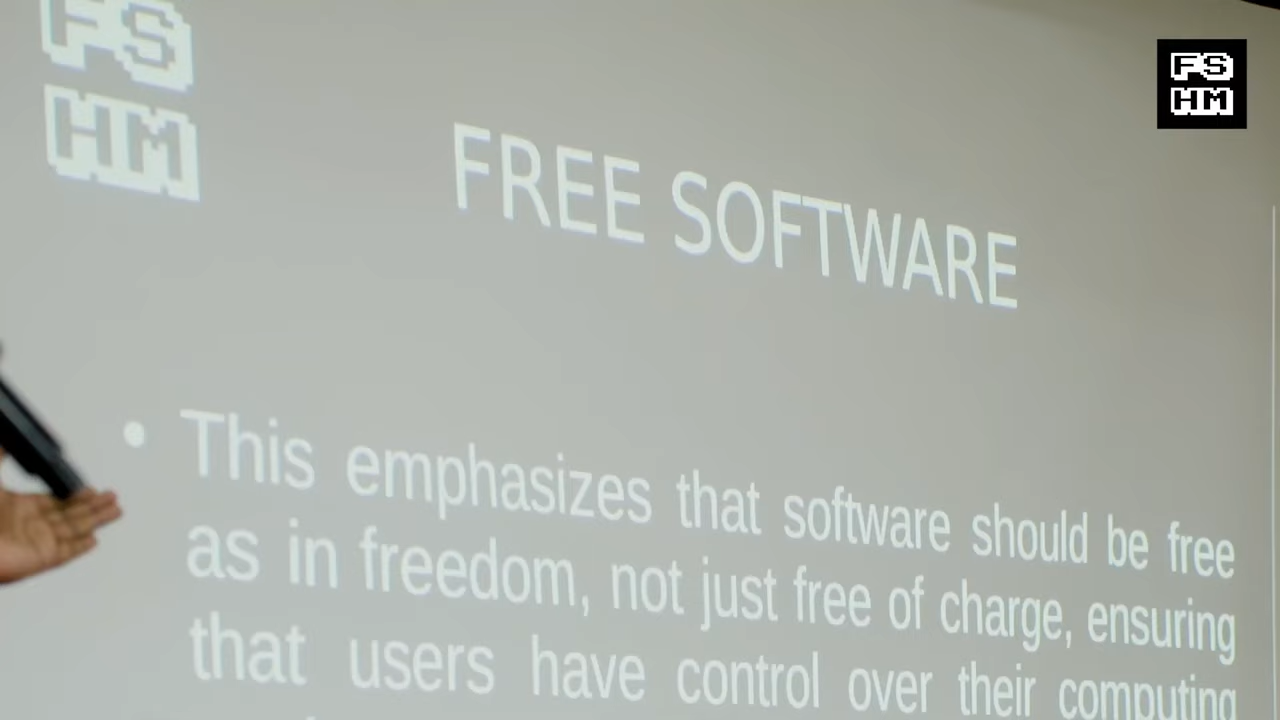 FS
HM
FS
HM
FREE SOFTWARE
• This emphasizes that software should be free
as in freedom, not just free of charge, ensuring
that users have control over their computing